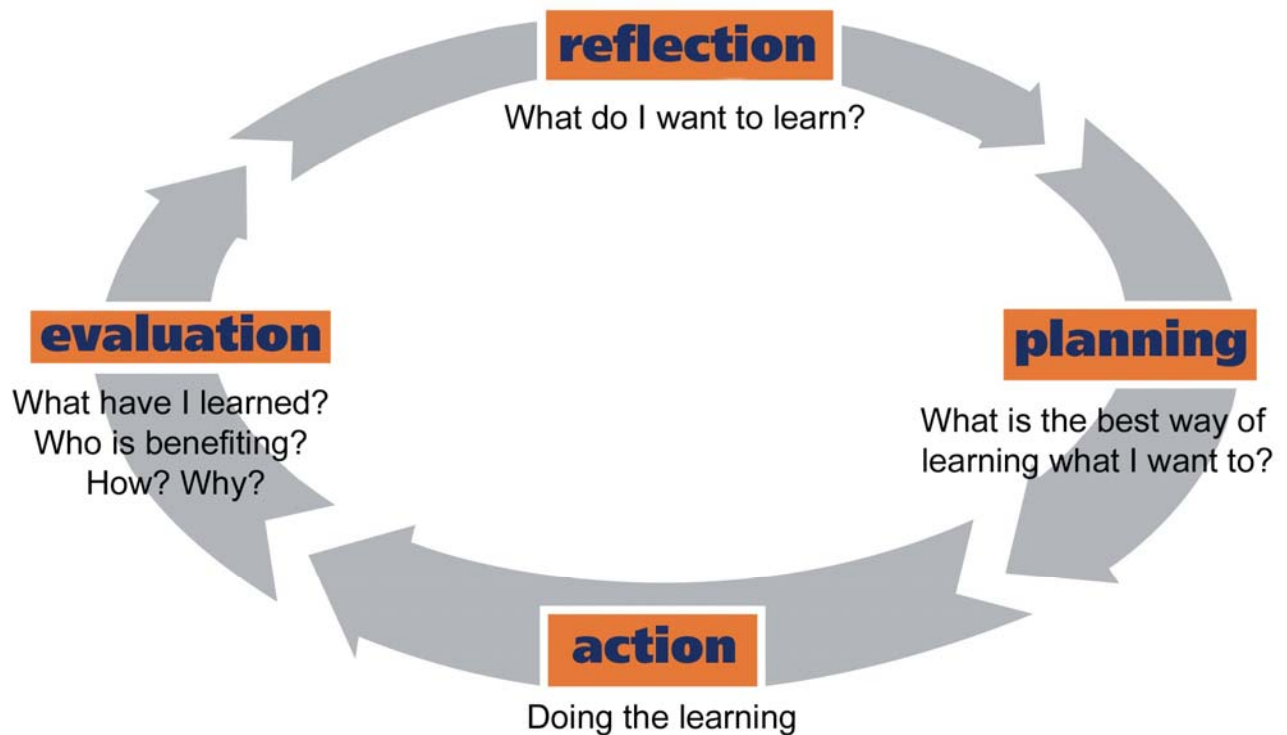 reflection
What do I want to learn?
planning
What is the best way of
learning what I want to?
action
Doing the learning
evaluation
What have I learned?
Who is benefiting?
How? Why?